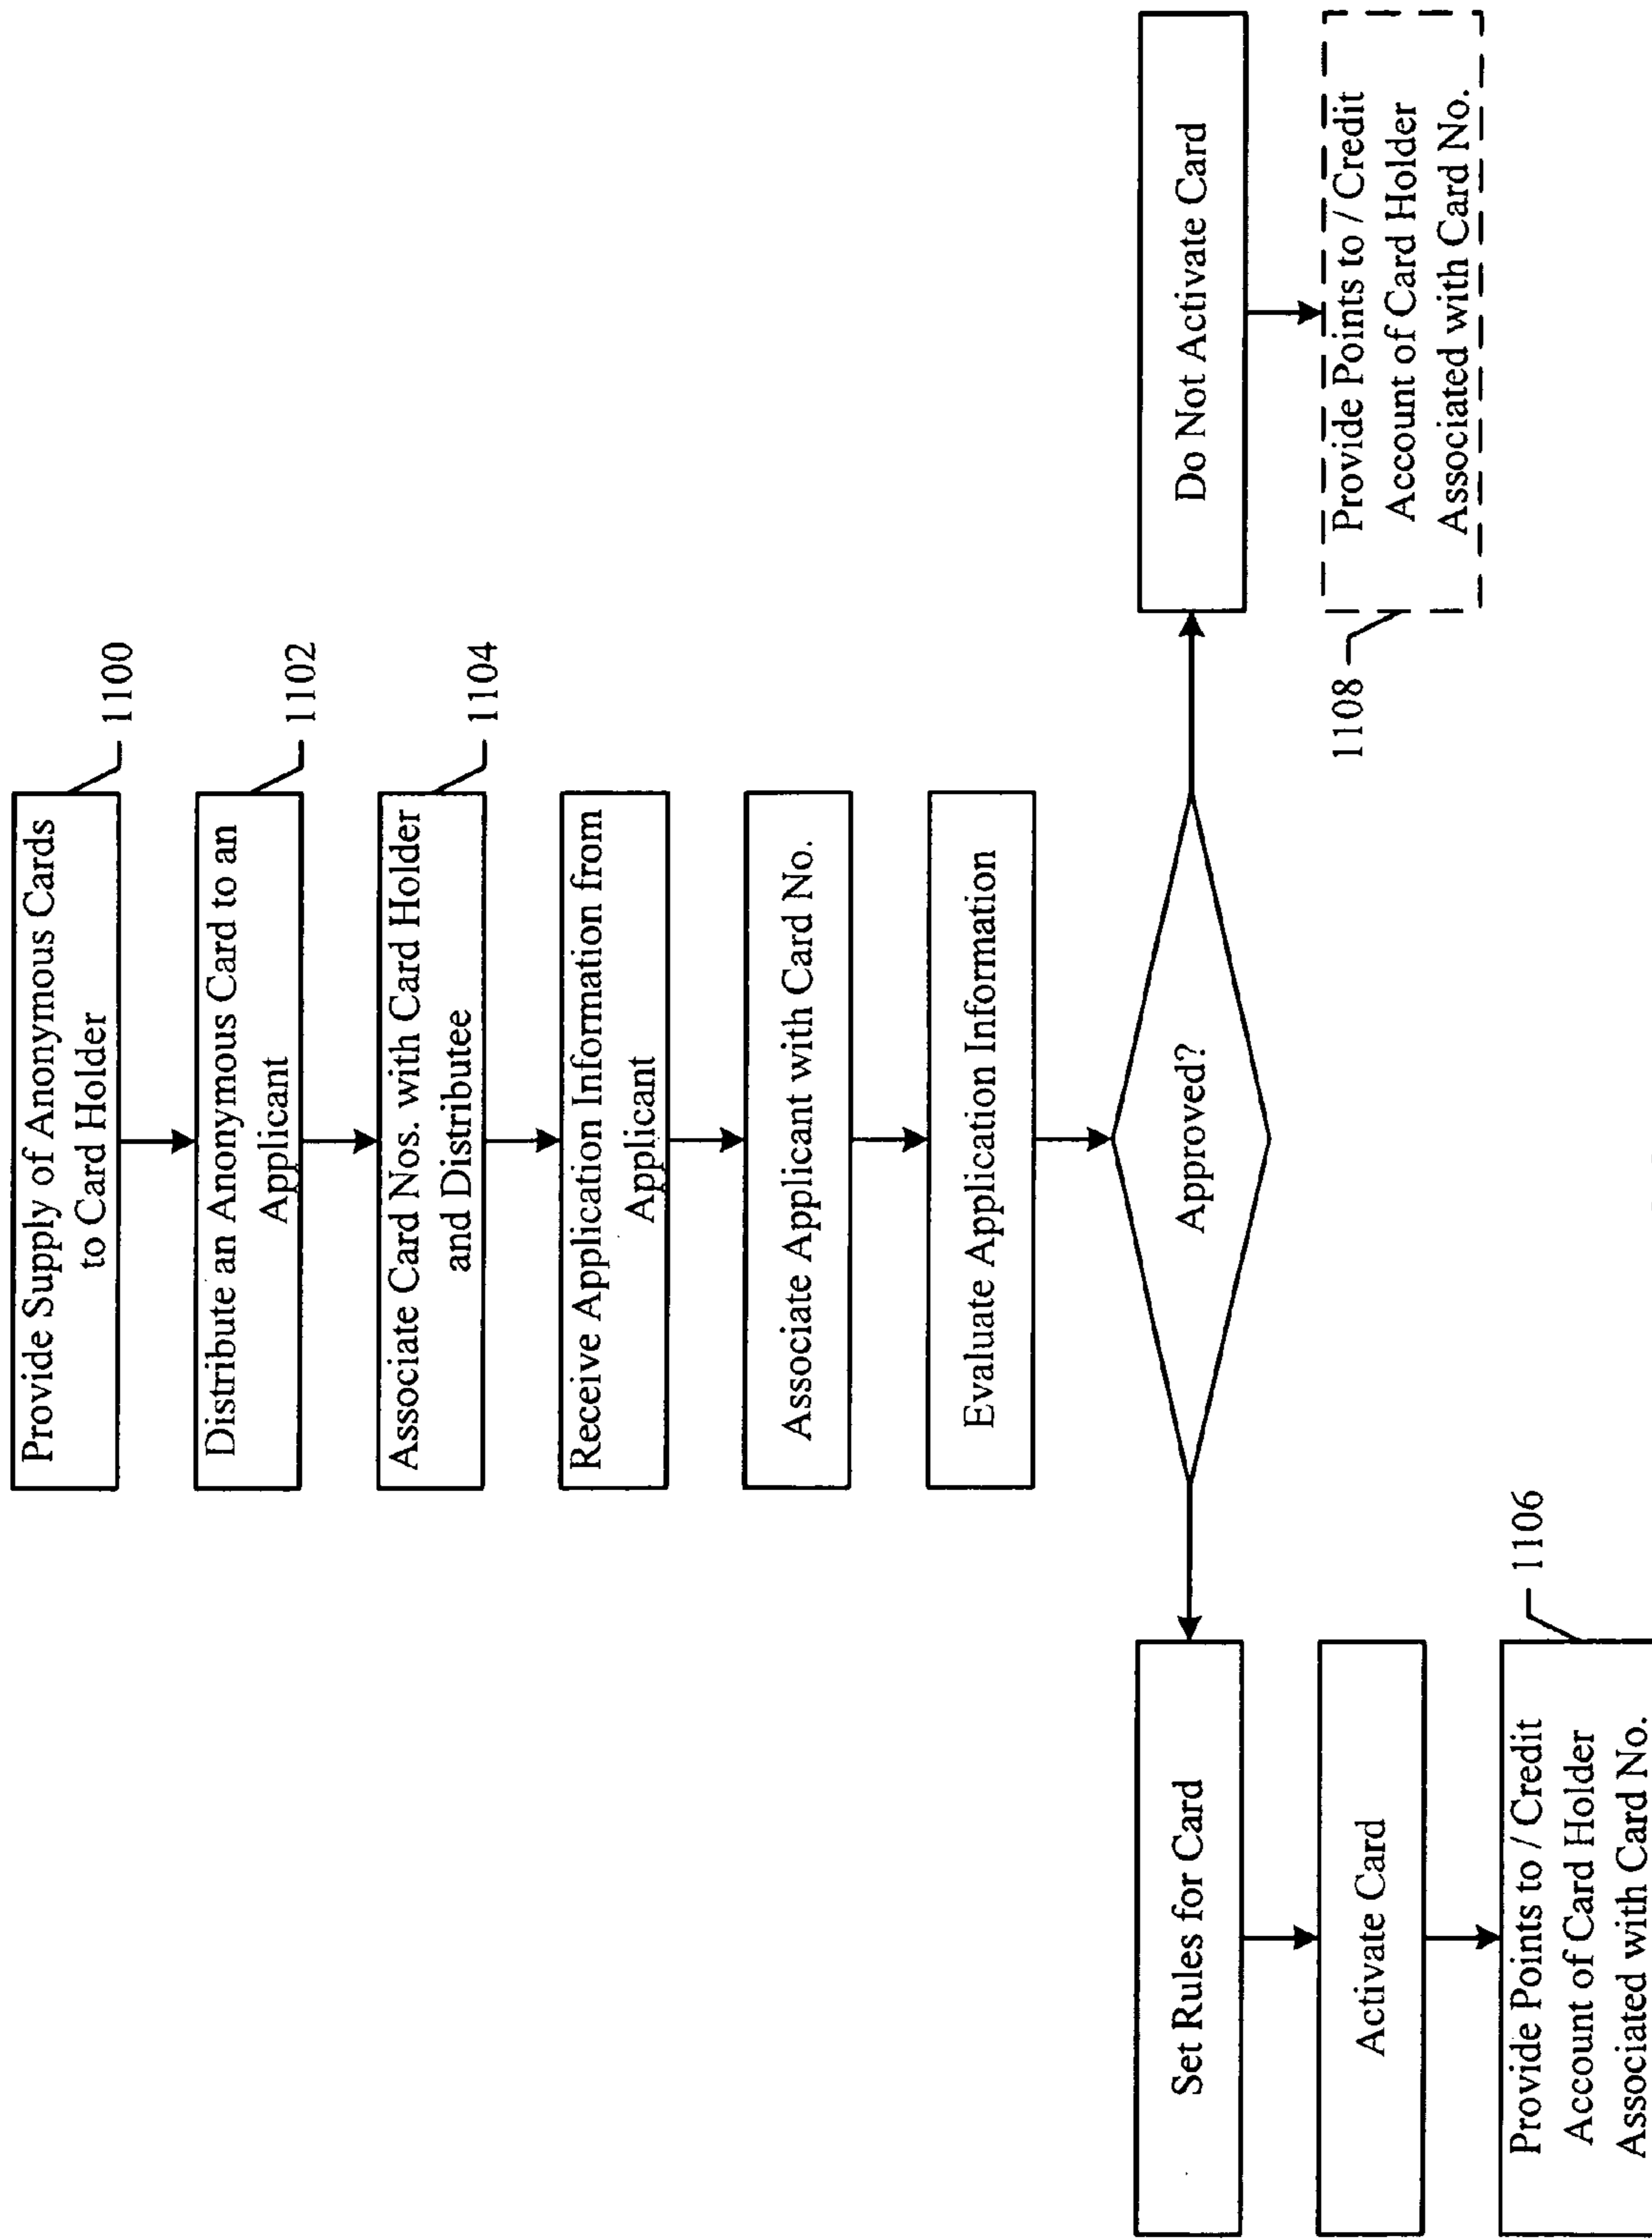 Provide Supply of Anonymous Cards
to Card Holder
1100
Distribute an Anonymous Card to an
Applicant
1102
Associate Card Nos. with Card Holder
and Distributee
1104
Receive Application Information from
Applicant
Associate Applicant with Card No.
Evaluate Application Information
Approved?
Set Rules for Card
Activate Card
Provide Points to / Credit
Account of Card Holder
Associated with Card No.
1106
Do Not Activate Card
Provide Points to / Credit
Account of Card Holder
Associated with Card No.
1108